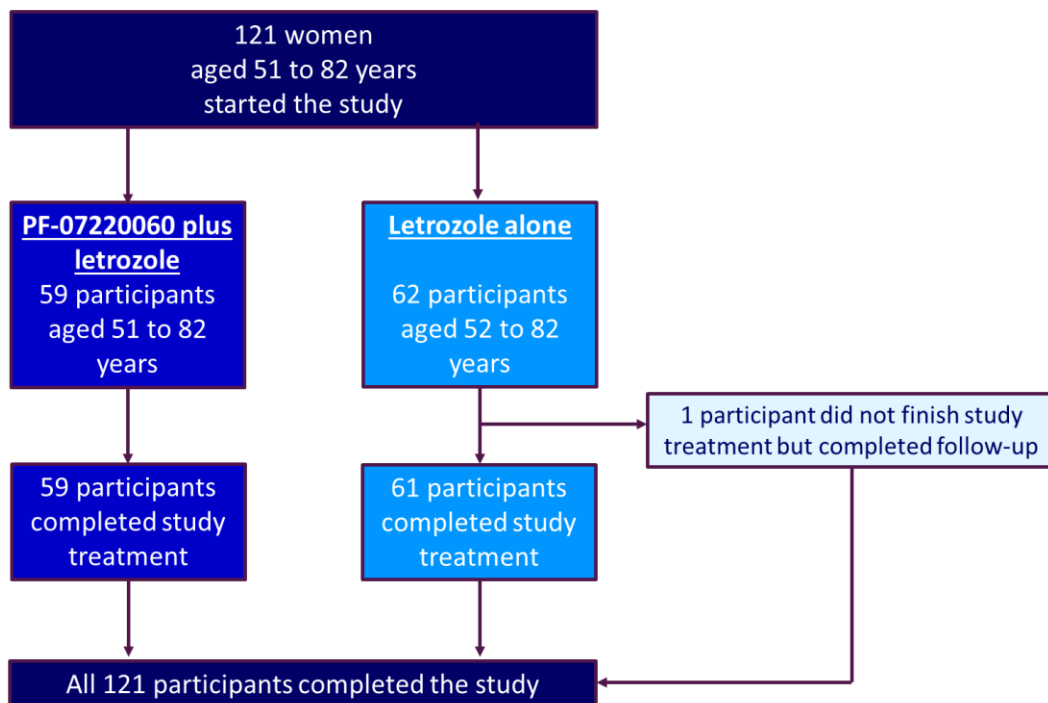 121 women
aged 51 to 82 years
started the study
PF-07220060 plus
letrozole
59 participants
aged 51 to 82
years
Letrozole alone
62 participants
aged 52 to 82
years
1 participant did not finish study
treatment but completed follow-up
59 participants
completed study
treatment
61 participants
completed study
treatment
All 121 participants completed the study